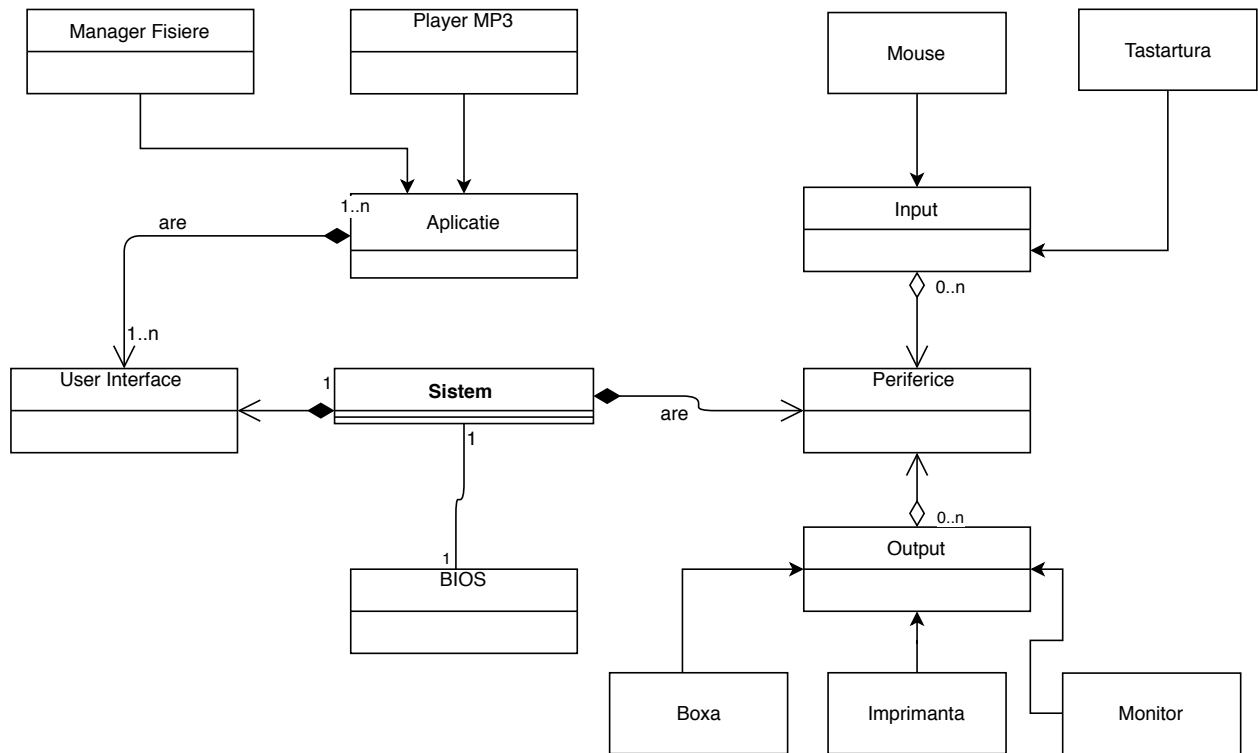 Manager Fisiere
Player MP3
Mouse
Tastartura
1..n
Aplicatie
are
Input
0..n
1..n
User Interface
1
Sistem
are
Periferice
1
0..n
Output
1
BIOS
Boxa
Imprimanta
Monitor